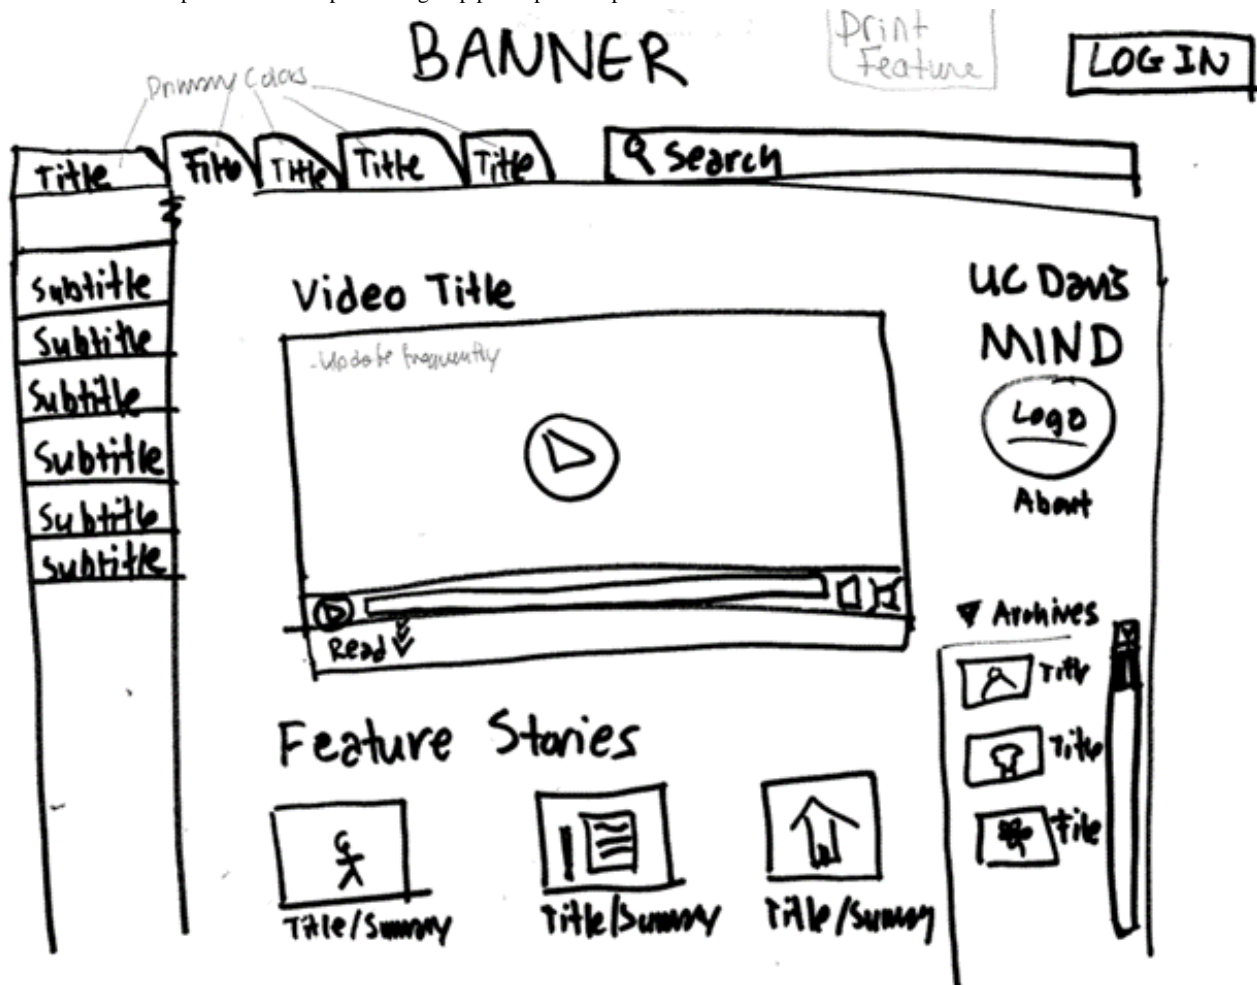 BANNER
Print
Feature
LOG IN
Primary Colors
Title
Title
Title
Title
Search
Subtitle
Subtitle
Subtitle
Subtitle
Subtitle
Subtitle
Video Title
-Update frequently
Read
UC Davis
MIND
Logo
About
Archives
Title
Title
Feature Stories
Title/Summary
Title/Summary
Title/Summary